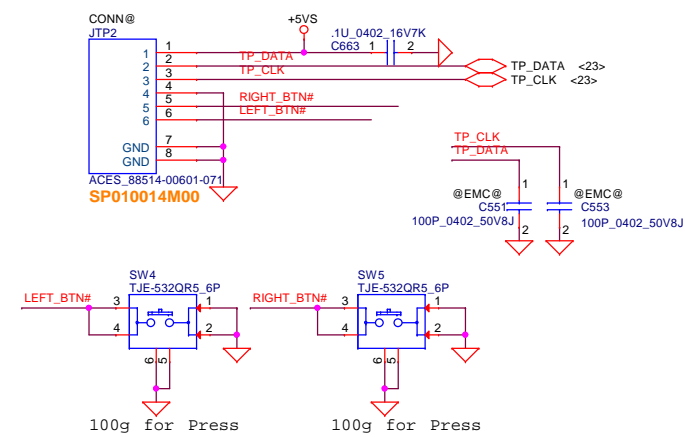 CONN@
JTP2
1
2
3
4
5
6
GND
GND
1
2
3
4
5
6
7
8
ACES_88514-00601-071
SP010014M00
+5VS
.1U_0402_16V7K
C663 1 2
TP_DATA
TP_CLK
RIGHT_BTN#
LEFT_BTN#
TP_DATA <23>
TP_CLK <23>
TP_CLK
TP_DATA
@EMC@
C551
100P_0402_50V8J
1
2
@EMC@
C553
100P_0402_50V8J
1
2
SW4
TJE-532QR5_6P
LEFT_BTN#
3
4
1
2
6
5
100g for Press
SW5
TJE-532QR5_6P
RIGHT_BTN#
3
4
1
2
6
5
100g for Press